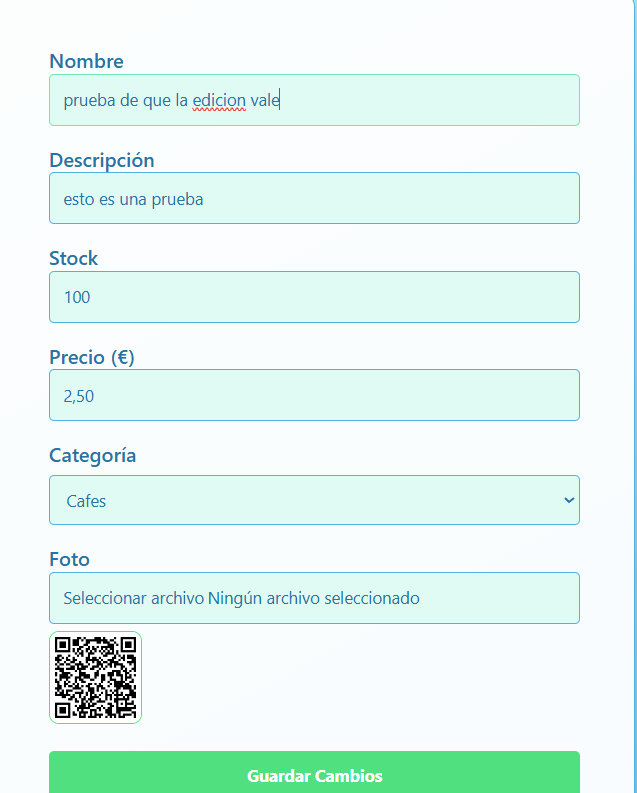 Nombre
prueba de que la edicion vale
Descripción
esto es una prueba
Stock
100
Precio (€)
2,50
Categoría
Cafes
Foto
Seleccionar archivo Ningún archivo seleccionado
Guardar Cambios